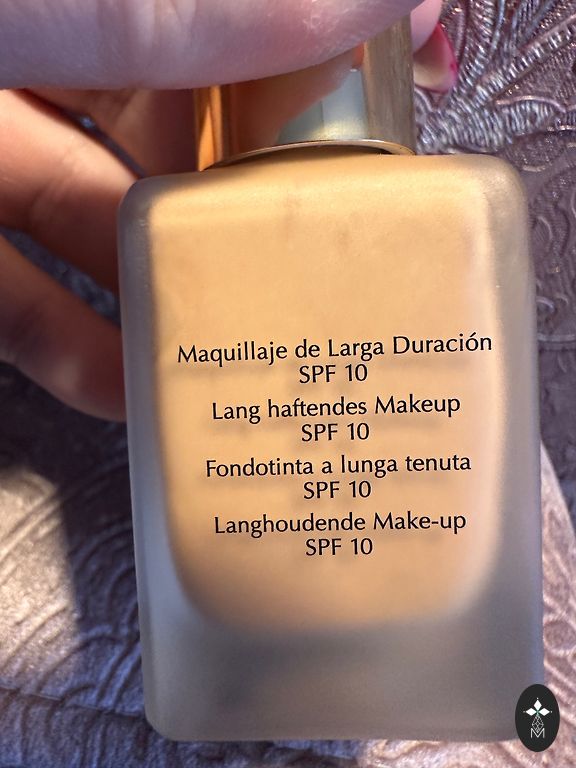 Maquillaje de Larga Duración
SPF 10
Lang haftendes Makeup
SPF 10
Fondotinta a lunga tenuta
SPF 10
Langhoudende Make-up
SPF 10